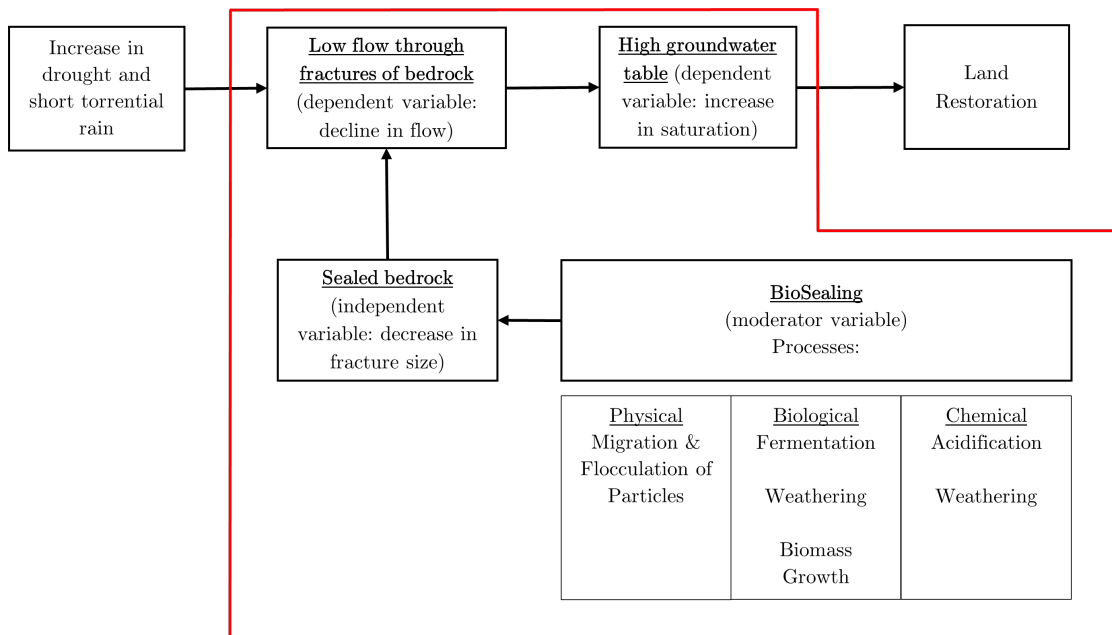 Increase in
drought and
short torrential
rain
Low flow through
fractures of bedrock
(dependent variable:
decline in flow)
High groundwater
table (dependent
variable: increase
in saturation)
Land
Restoration
Sealed bedrock
(independent
variable: decrease in
fracture size)
BioSealing
(moderator variable)
Processes:
Physical
Migration &
Flocculation of
Particles
Biological
Fermentation
Weathering
Biomass
Growth
Chemical
Acidification
Weathering